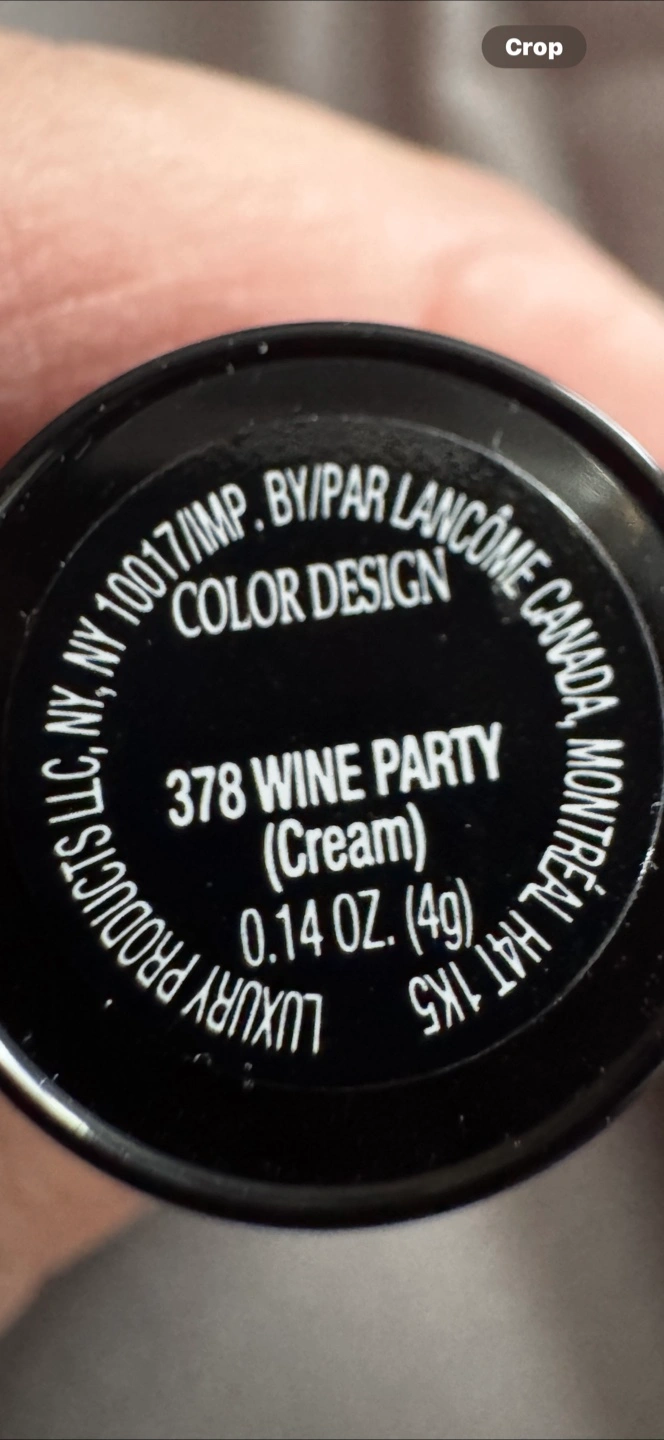 Crop
LUXURY PRODUCTS LLC, NY, NY 10017/IMP. BY/PAR LANCÔME CANADA, MONTRÉAL H4T 1K5
COLOR DESIGN
378 WINE PARTY
(Cream)
0.14 OZ. (4g)